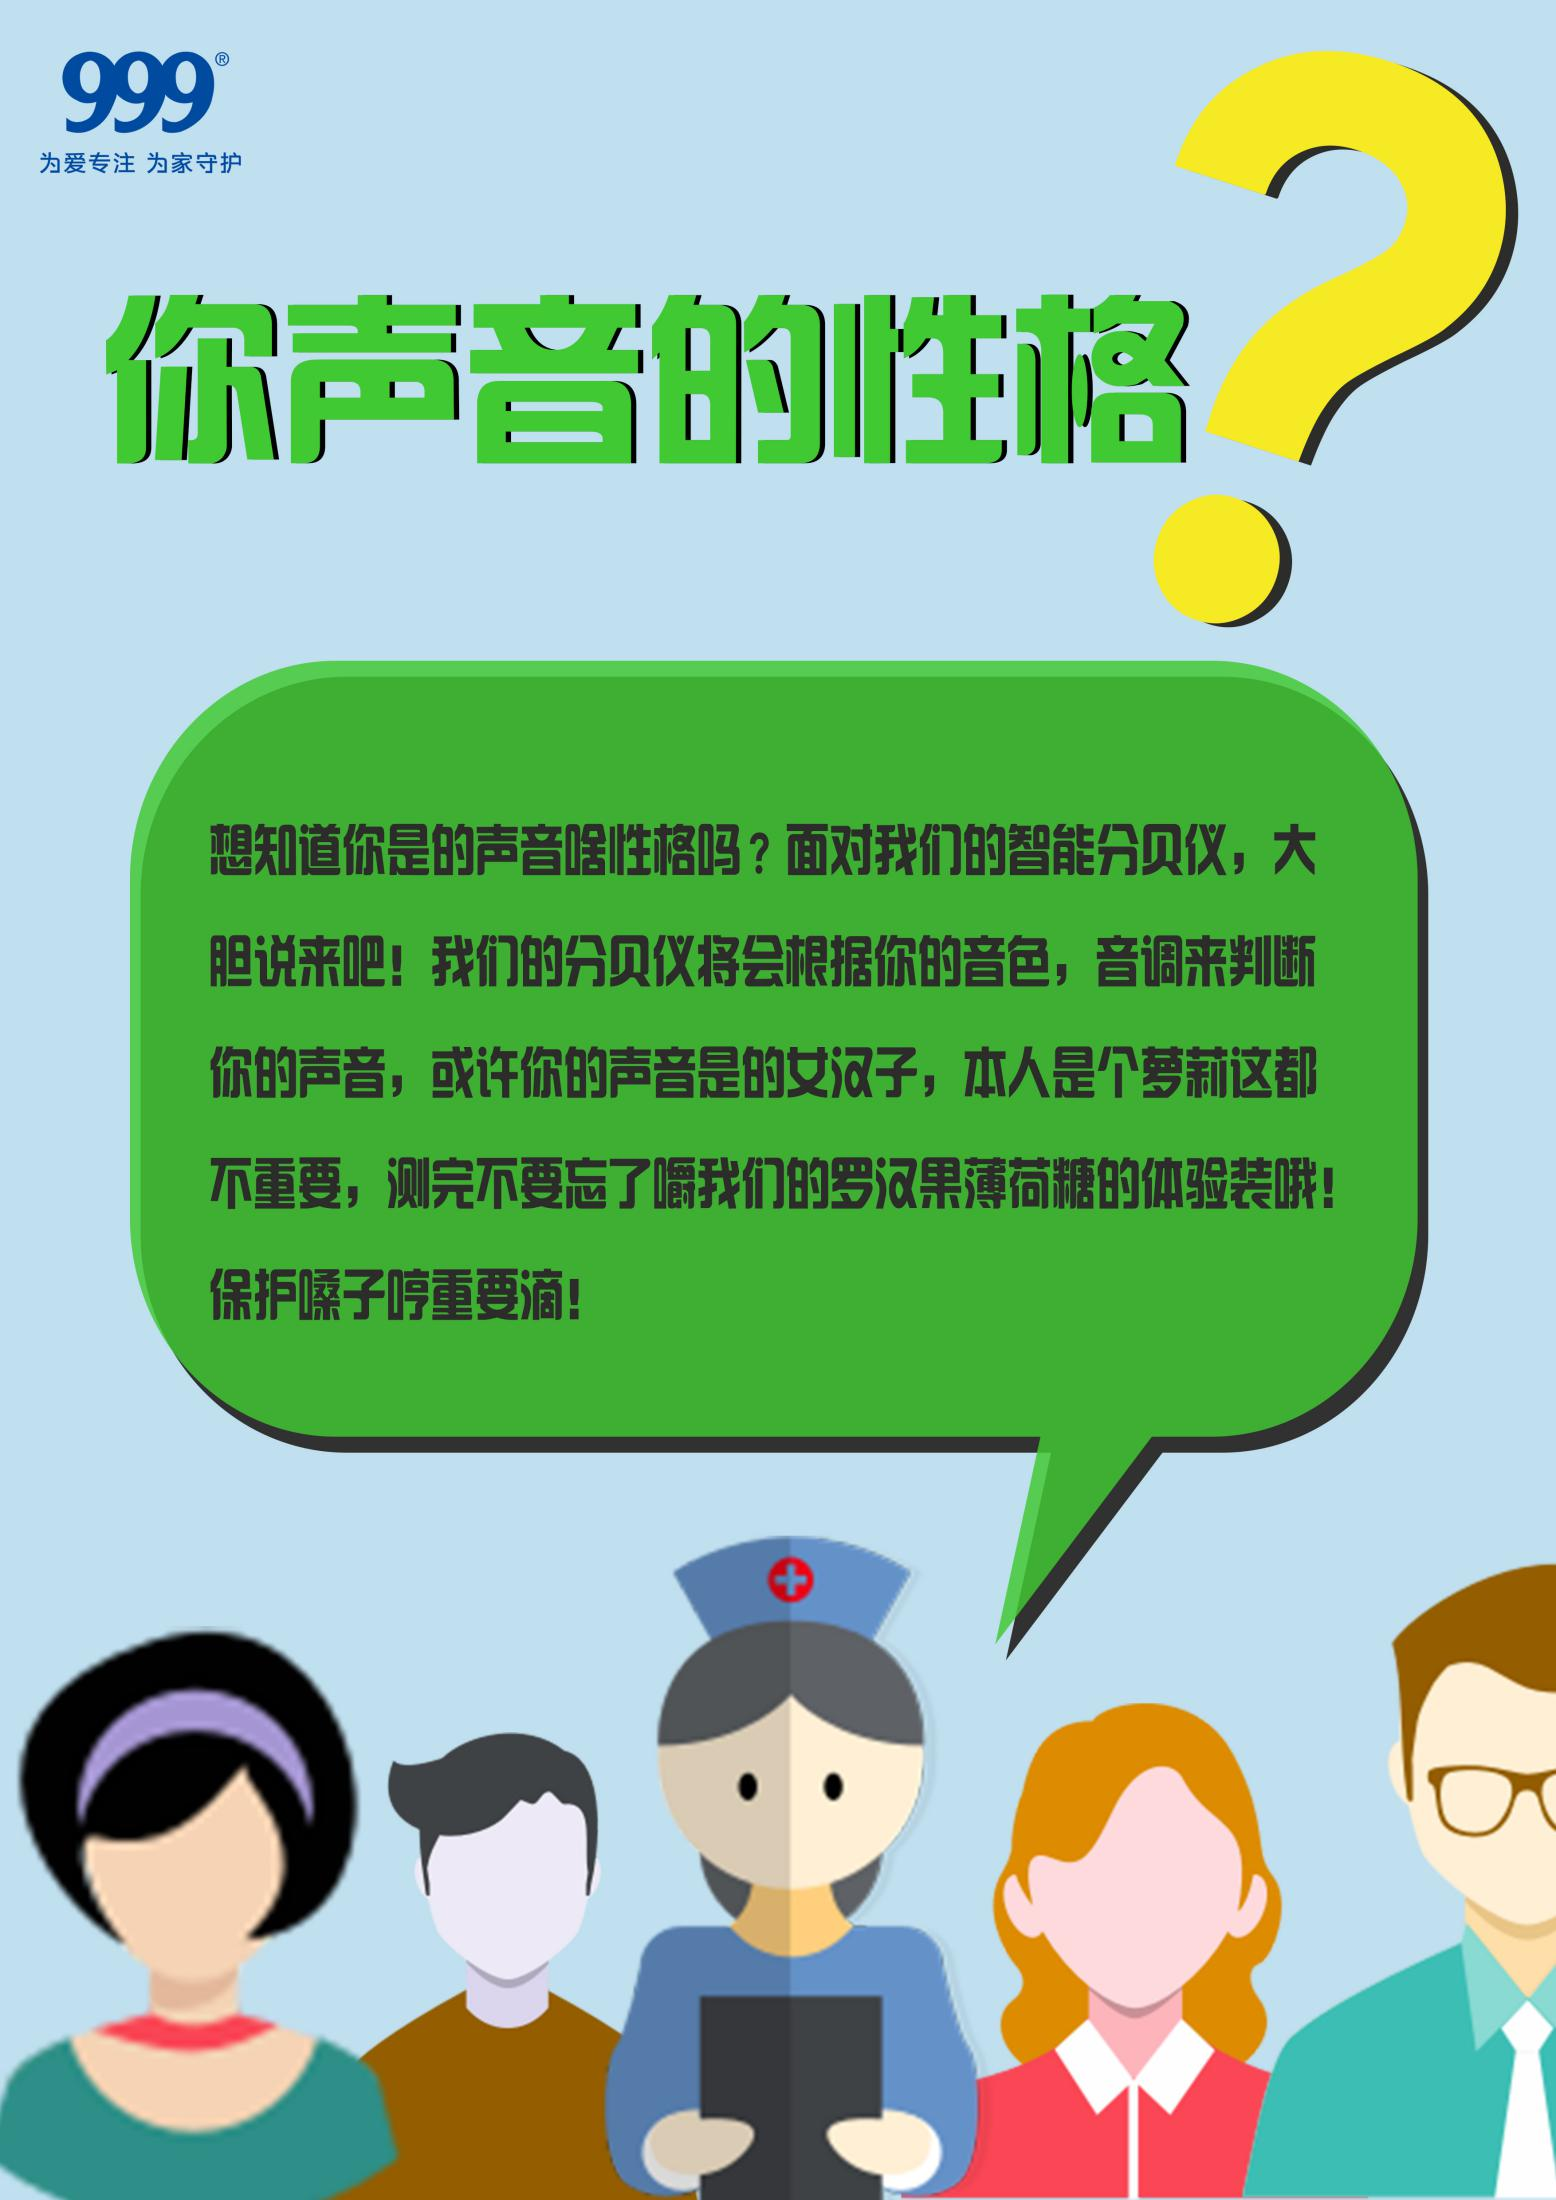 999®
为爱专注 为家守护
你声音的性格?
想知道你是的声音啥性格吗？面对我们的智能分贝仪，大
胆说来吧！我们的分贝仪将会根据你的音色，音调来判断
你的声音，或许你的声音是的女汉子，本人是个萝莉这都
不重要，测完不要忘了嚼我们的罗汉果薄荷糖的体验装哦！
保护嗓子哼重要滴！